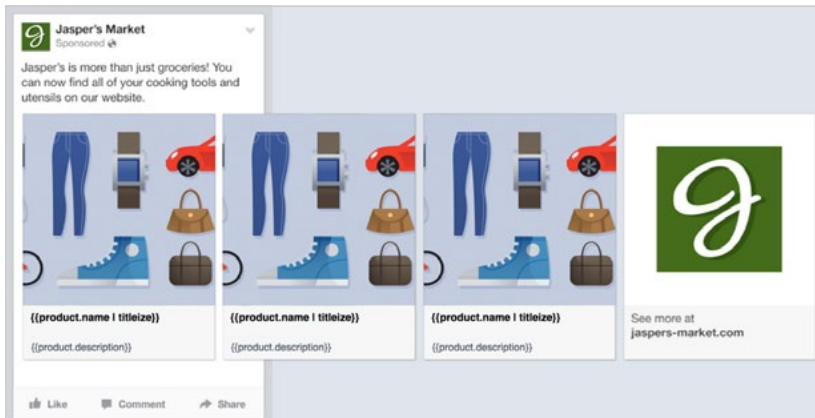 Jasper's Market
Sponsored
Jasper's is more than just groceries! You
can now find all of your cooking tools and
utensils on our website.
{{product.name | titleize}}
{{product.description}}
{{product.name | titleize}}
{{product.description}}
{{product.name | titleize}}
{{product.description}}
See more at
jaspers-market.com
Like Comment Share